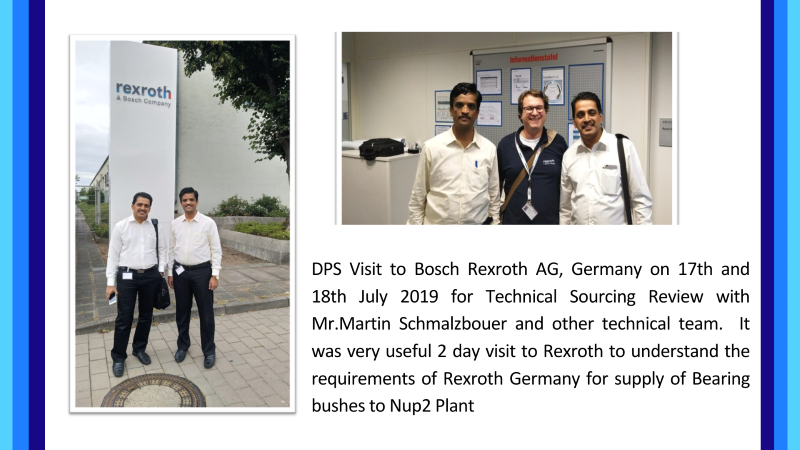 rexroth
A Bosch Company
Informationstafel
DPS Visit to Bosch Rexroth AG, Germany on 17th and
18th July 2019 for Technical Sourcing Review with
Mr.Martin Schmalzbouer and other technical team.  It
was very useful 2 day visit to Rexroth to understand the
requirements of Rexroth Germany for supply of Bearing
bushes to Nup2 Plant